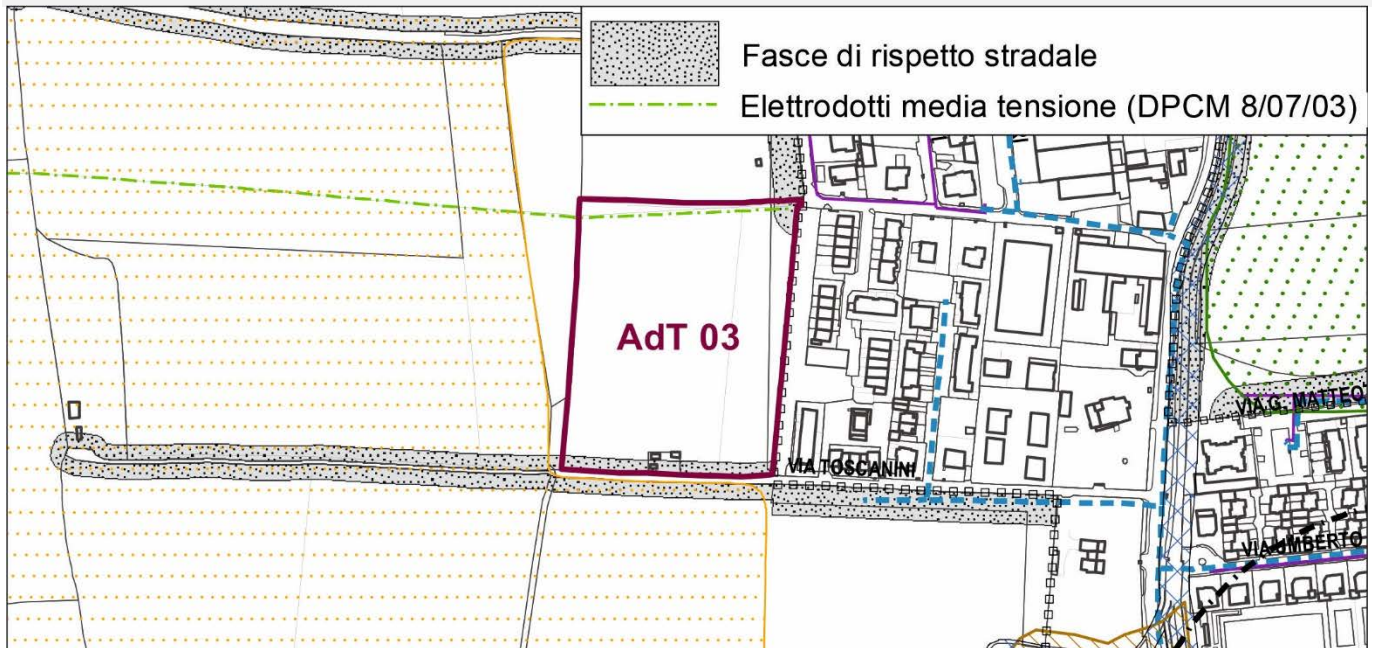 Fasce di rispetto stradale
Elettrodotti media tensione (DPCM 8/07/03)
AdT 03
VIA G. MATTEO
VIA TOSCANINI
VIA UMBERTO